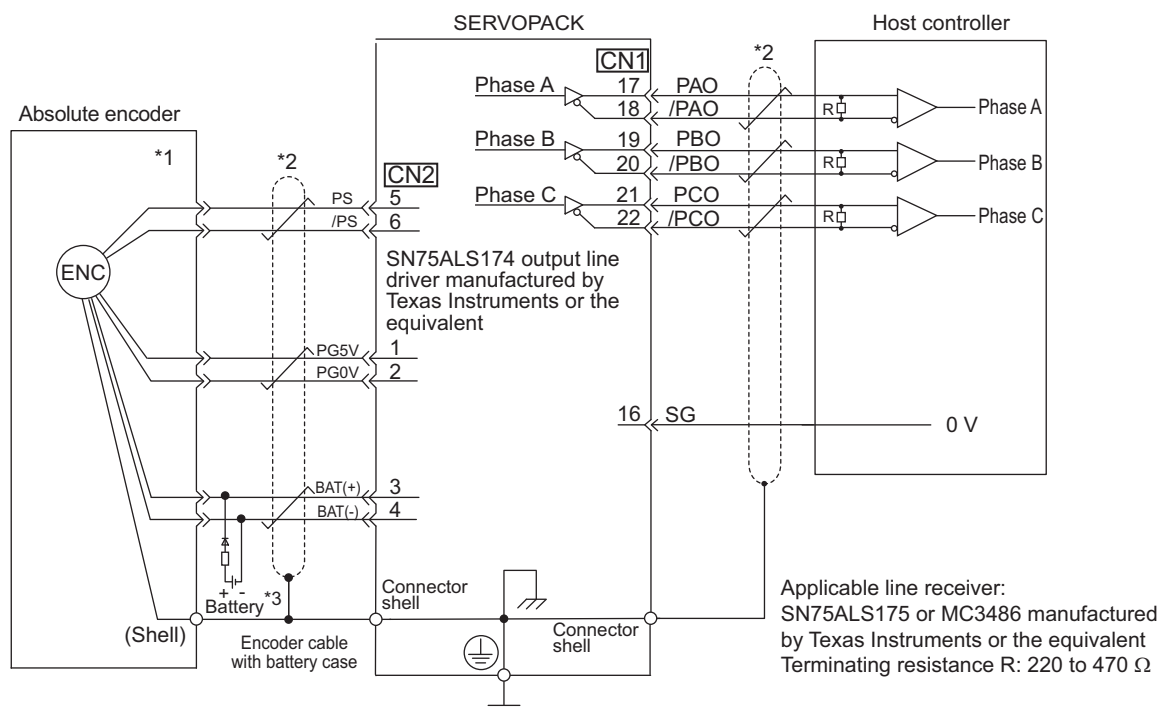 SERVOPACK
Host controller
Absolute encoder
*1
*2
CN2
PS
5
/PS
6
ENC
SN75ALS174 output line
driver manufactured by
Texas Instruments or the
equivalent
PG5V
1
PG0V
2
BAT(+)
3
BAT(-)
4
+ -
Battery
*3
(Shell)
Encoder cable
with battery case
Connector
shell
Connector
shell
CN1
*2
Phase A
17
PAO
18
/PAO
R
Phase A
Phase B
19
PBO
20
/PBO
R
Phase B
Phase C
21
PCO
22
/PCO
R
Phase C
16
SG
0 V
Applicable line receiver:
SN75ALS175 or MC3486 manufactured
by Texas Instruments or the equivalent
Terminating resistance R: 220 to 470 Ω